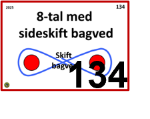 2025 134
8-tal med
sideskift bagved
Skift
bagved
134